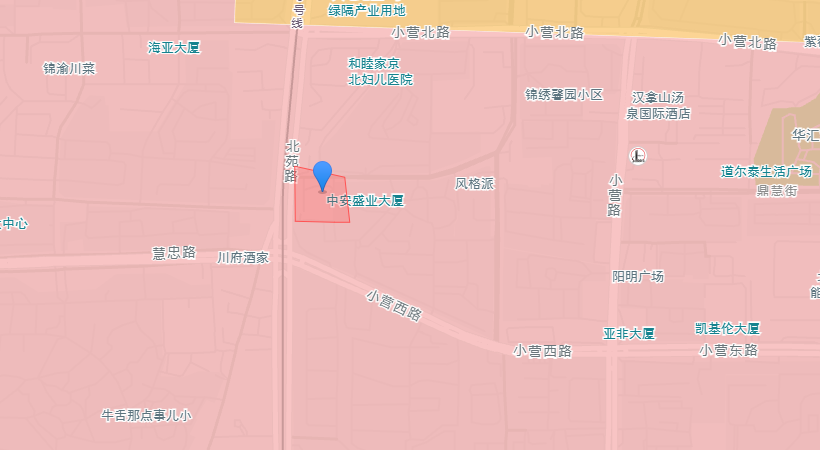 号
线
绿隔产业用地
小营北路
小营北路
小营北路
海亚大厦
锦渝川菜
和睦家京
北妇儿医院
锦绣馨园小区
汉拿山汤
泉国际酒店
华汇
北
苑
路
道尔泰生活广场
鼎慧街
风格派
小
营
路
中安盛业大厦
中心
慧忠路
川府酒家
阳明广场
能
小营西路
亚非大厦
凯基伦大厦
小营西路
小营东路
牛舌那点事儿小